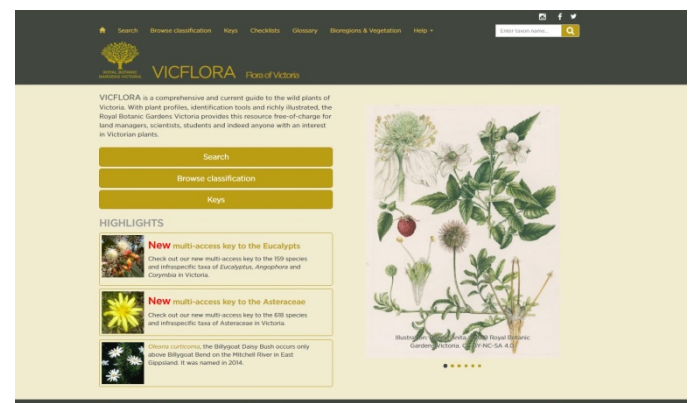 Search Browse classification Keys Checklists Glossary Bioregions & Vegetation Help
Enter taxon name...
ROYAL BOTANIC
GARDENS VICTORIA
VICFLORA Flora of Victoria
VICFLORA is a comprehensive and current guide to the wild plants of
Victoria. With plant profiles, identification tools and richly illustrated, the
Royal Botanic Gardens Victoria provides this resource free-of-charge for
land managers, scientists, students and indeed anyone with an interest
in Victorian plants.
Search
Browse classification
Keys
HIGHLIGHTS
New multi-access key to the Eucalypts
Check out our new multi-access key to the 159 species
and infraspecific taxa of Eucalyptus, Angophora and
Corymbia in Victoria.
New multi-access key to the Asteraceae
Check out our new multi-access key to the 618 species
and infraspecific taxa of Asteraceae in Victoria.
Olearia curticoma, the Billygoat Daisy Bush occurs only
above Billygoat Bend on the Mitchell River in East
Gippsland. It was named in 2014.
Royal Botanic
Gardens Victoria. BY-NC-SA 4.0